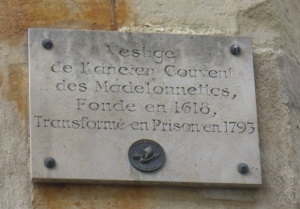 Vestige
de l'ancien Couvent
des Madelonnettes,
Fondé en 1618,
Transformé en Prison en 1793